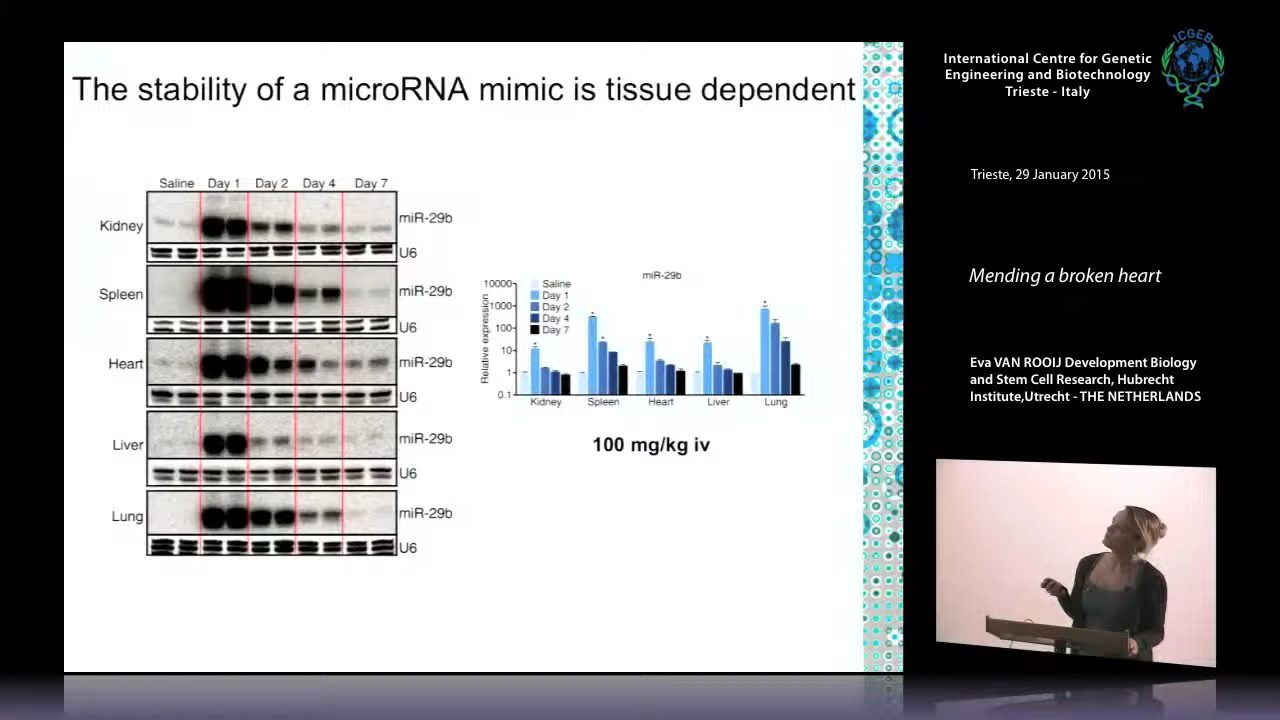 The stability of a microRNA mimic is tissue dependent
Saline Day 1 Day 2 Day 4 Day 7
Kidney miR-29b
U6
Spleen miR-29b
U6
Heart miR-29b
U6
Liver miR-29b
U6
Lung miR-29b
U6
miR-29b
Relative expression
10000
1000
100
10
1
0.1
Saline
Day 1
Day 2
Day 4
Day 7
Kidney Spleen Heart Liver Lung
100 mg/kg iv
International Centre for Genetic
Engineering and Biotechnology
Trieste - Italy
ICGEB
Trieste, 29 January 2015
Mending a broken heart
Eva VAN ROOIJ Development Biology
and Stem Cell Research, Hubrecht
Institute,Utrecht - THE NETHERLANDS